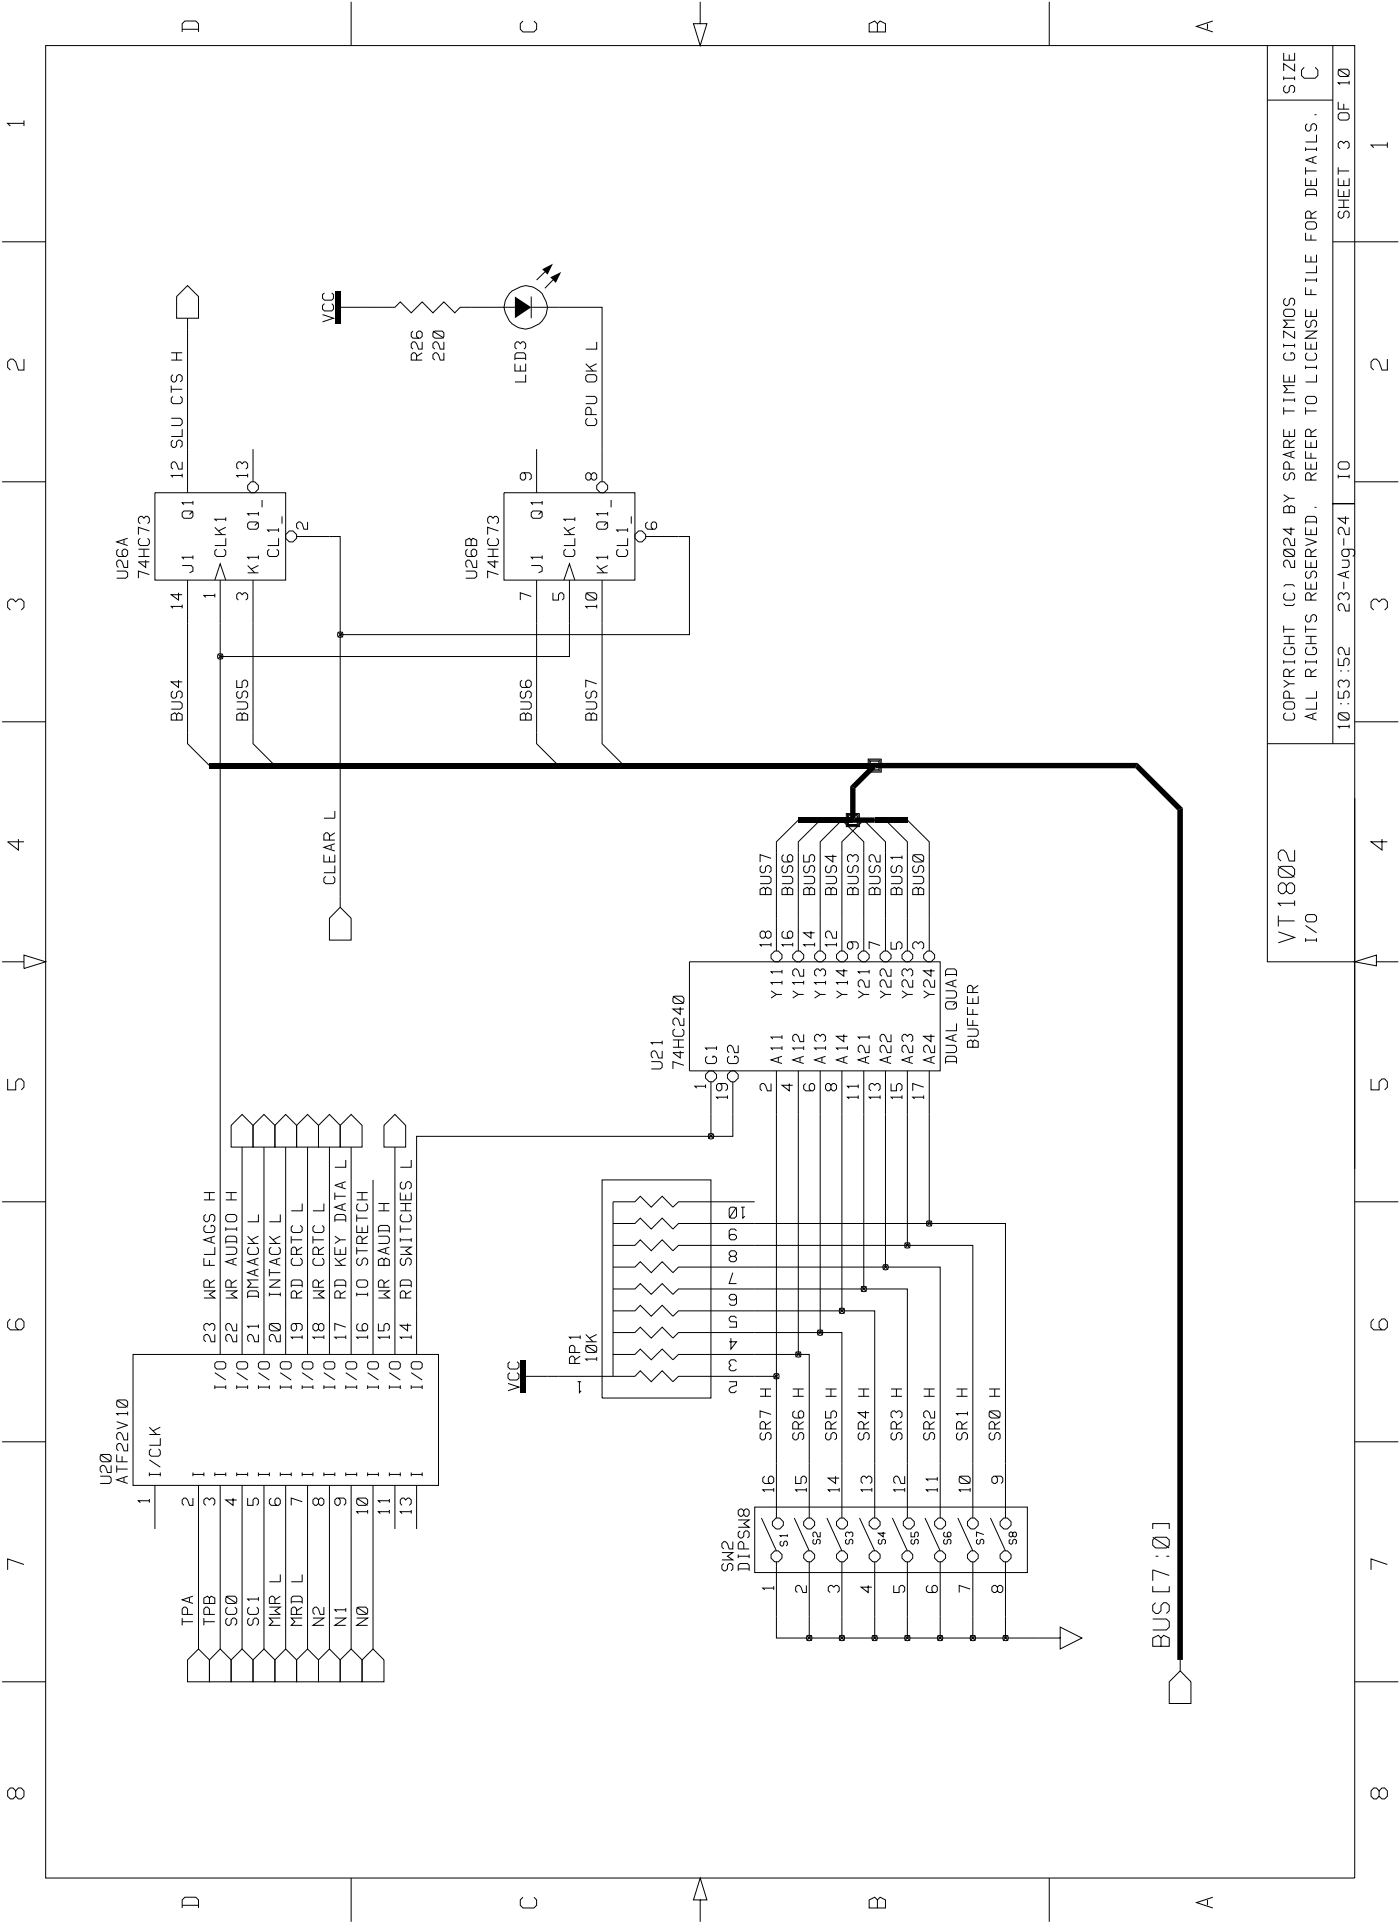 8 7 6 5 4 3 2 1
D
C
B
A
U20
ATF22V10
1 I/CLK
TPA 2 I
TPB 3 I I/O 23 WR FLAGS H
SC0 4 I I/O 22 WR AUDIO H
SC1 5 I I/O 21 DMAACK L
MWR L 6 I I/O 20 INTACK L
MRD L 7 I I/O 19 RD CRTC L
N2 8 I I/O 18 WR CRTC L
N1 9 I I/O 17 RD KEY DATA L
N0 10 I I/O 16 IO STRETCH
11 I I/O 15 WR BAUD H
13 I I/O 14 RD SWITCHES L
CLEAR L
U26A
74HC73
BUS4 14 J1 Q1 12 SLU CTS H
1 CLK1
BUS5 3 K1 Q1_ 13
CL1_
2
VCC
R26
220
LED3
U26B
74HC73
BUS6 7 J1 Q1 9
5 CLK1
BUS7 10 K1 Q1_ 8 CPU OK L
CL1_
6
VCC
1
RP1
10K
2 3 4 5 6 7 8 9 10
U21
74HC240
1 G1
19 G2
2 A11 Y11 18 BUS7
4 A12 Y12 16 BUS6
6 A13 Y13 14 BUS5
8 A14 Y14 12 BUS4
11 A21 Y21 9 BUS3
13 A22 Y22 7 BUS2
15 A23 Y23 5 BUS1
17 A24 Y24 3 BUS0
DUAL QUAD
BUFFER
SW2
DIPSW8
1 S1 16 SR7 H
2 S2 15 SR6 H
3 S3 14 SR5 H
4 S4 13 SR4 H
5 S5 12 SR3 H
6 S6 11 SR2 H
7 S7 10 SR1 H
8 S8 9 SR0 H
BUS[7:0]
VT1802
I/O
COPYRIGHT (C) 2024 BY SPARE TIME GIZMOS
ALL RIGHTS RESERVED. REFER TO LICENSE FILE FOR DETAILS.
SIZE
C
10:53:52 23-Aug-24 IO SHEET 3 OF 10
D
C
B
A
8 7 6 5 4 3 2 1